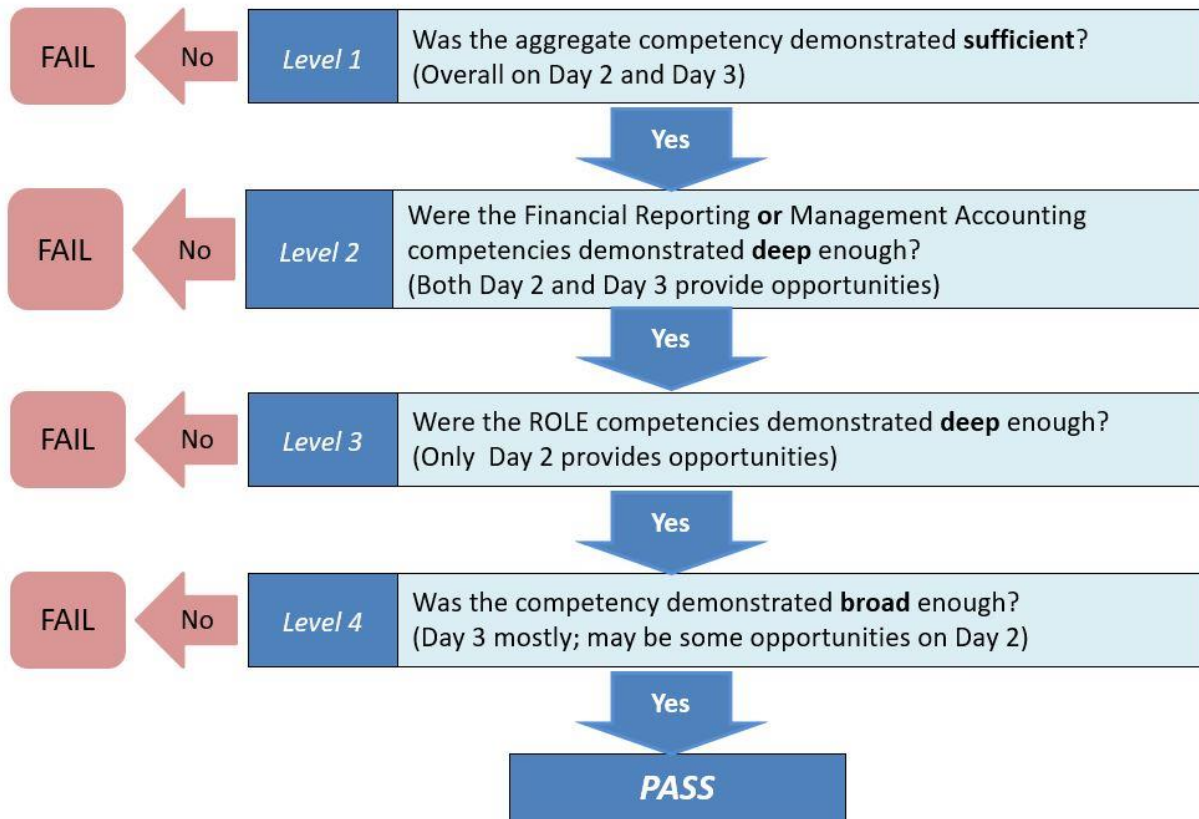 FAIL
No
Level 1
Was the aggregate competency demonstrated sufficient?
(Overall on Day 2 and Day 3)
Yes
FAIL
No
Level 2
Were the Financial Reporting or Management Accounting
competencies demonstrated deep enough?
(Both Day 2 and Day 3 provide opportunities)
Yes
FAIL
No
Level 3
Were the ROLE competencies demonstrated deep enough?
(Only Day 2 provides opportunities)
Yes
FAIL
No
Level 4
Was the competency demonstrated broad enough?
(Day 3 mostly; may be some opportunities on Day 2)
Yes
PASS